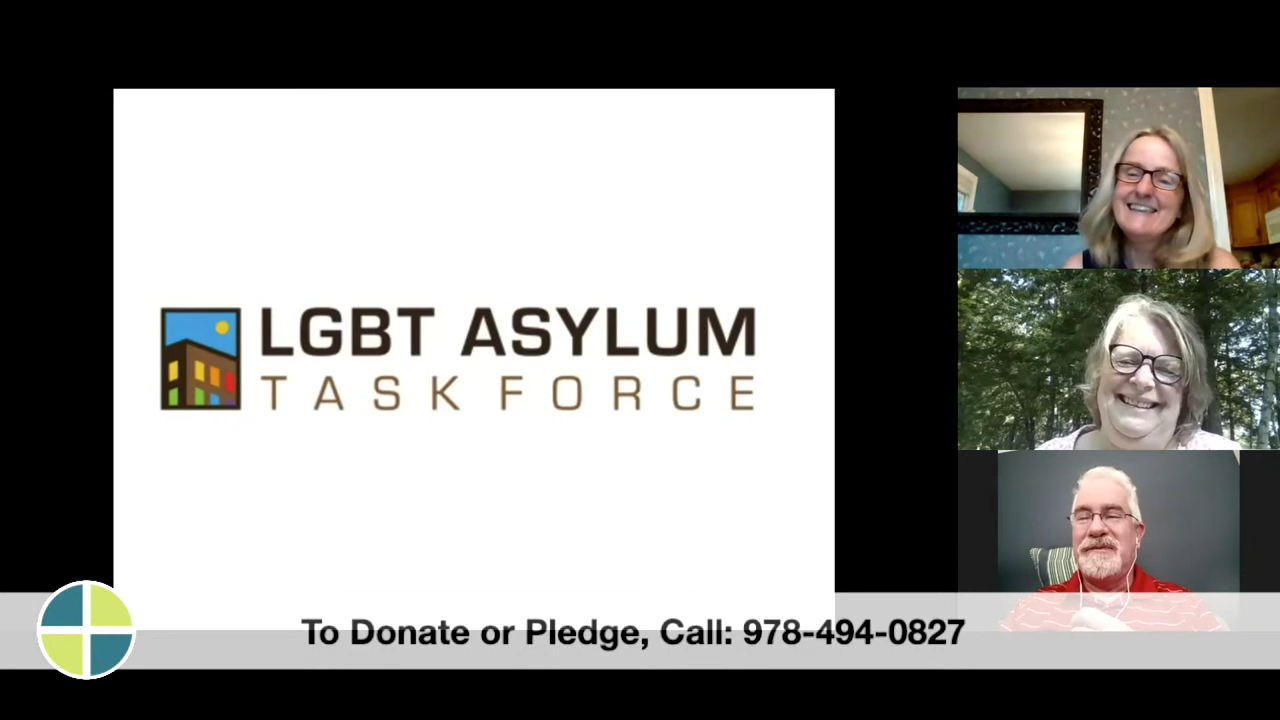 LGBT ASYLUM
TASK FORCE
To Donate or Pledge, Call: 978-494-0827